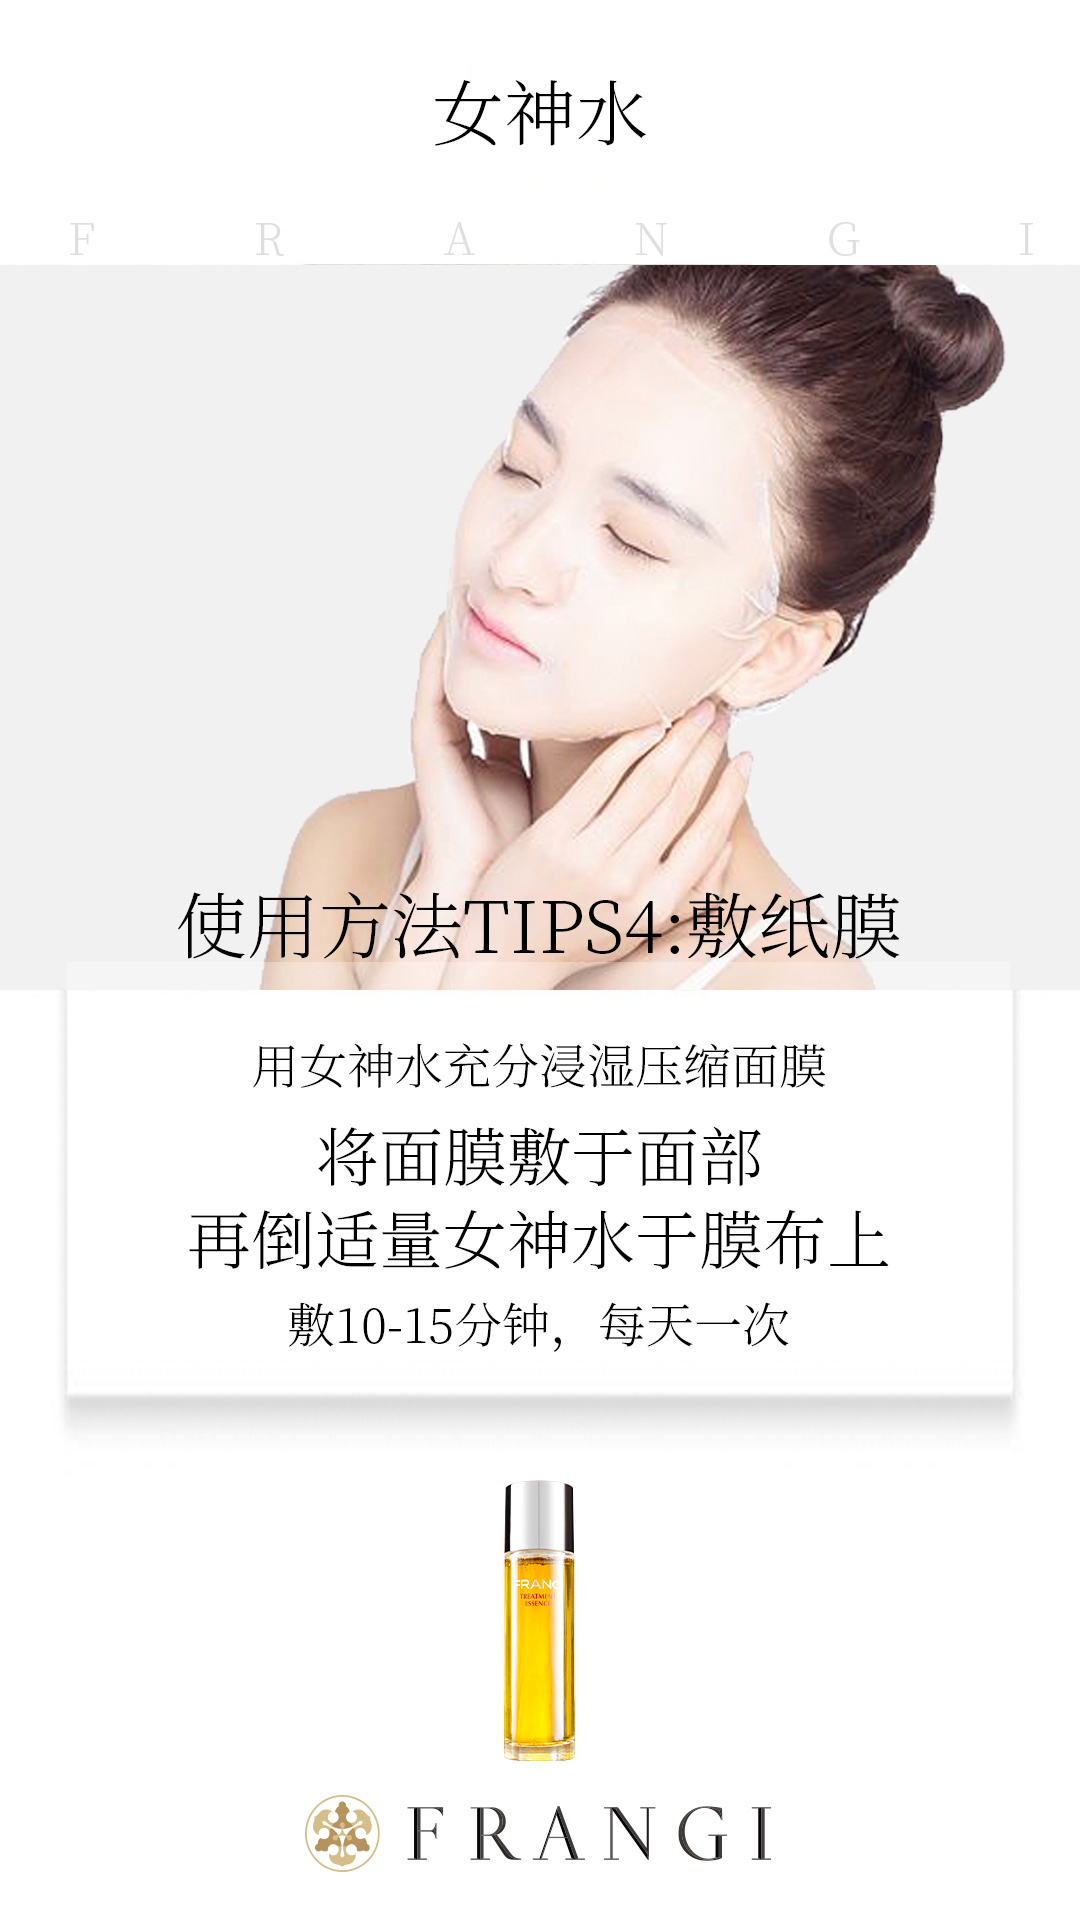 女神水
F R A N G I
使用方法TIPS4:敷纸膜
用女神水充分浸湿压缩面膜
将面膜敷于面部
再倒适量女神水于膜布上
敷10-15分钟，每天一次
FRANG
TREATMENT
ESSENCE
FRANGI